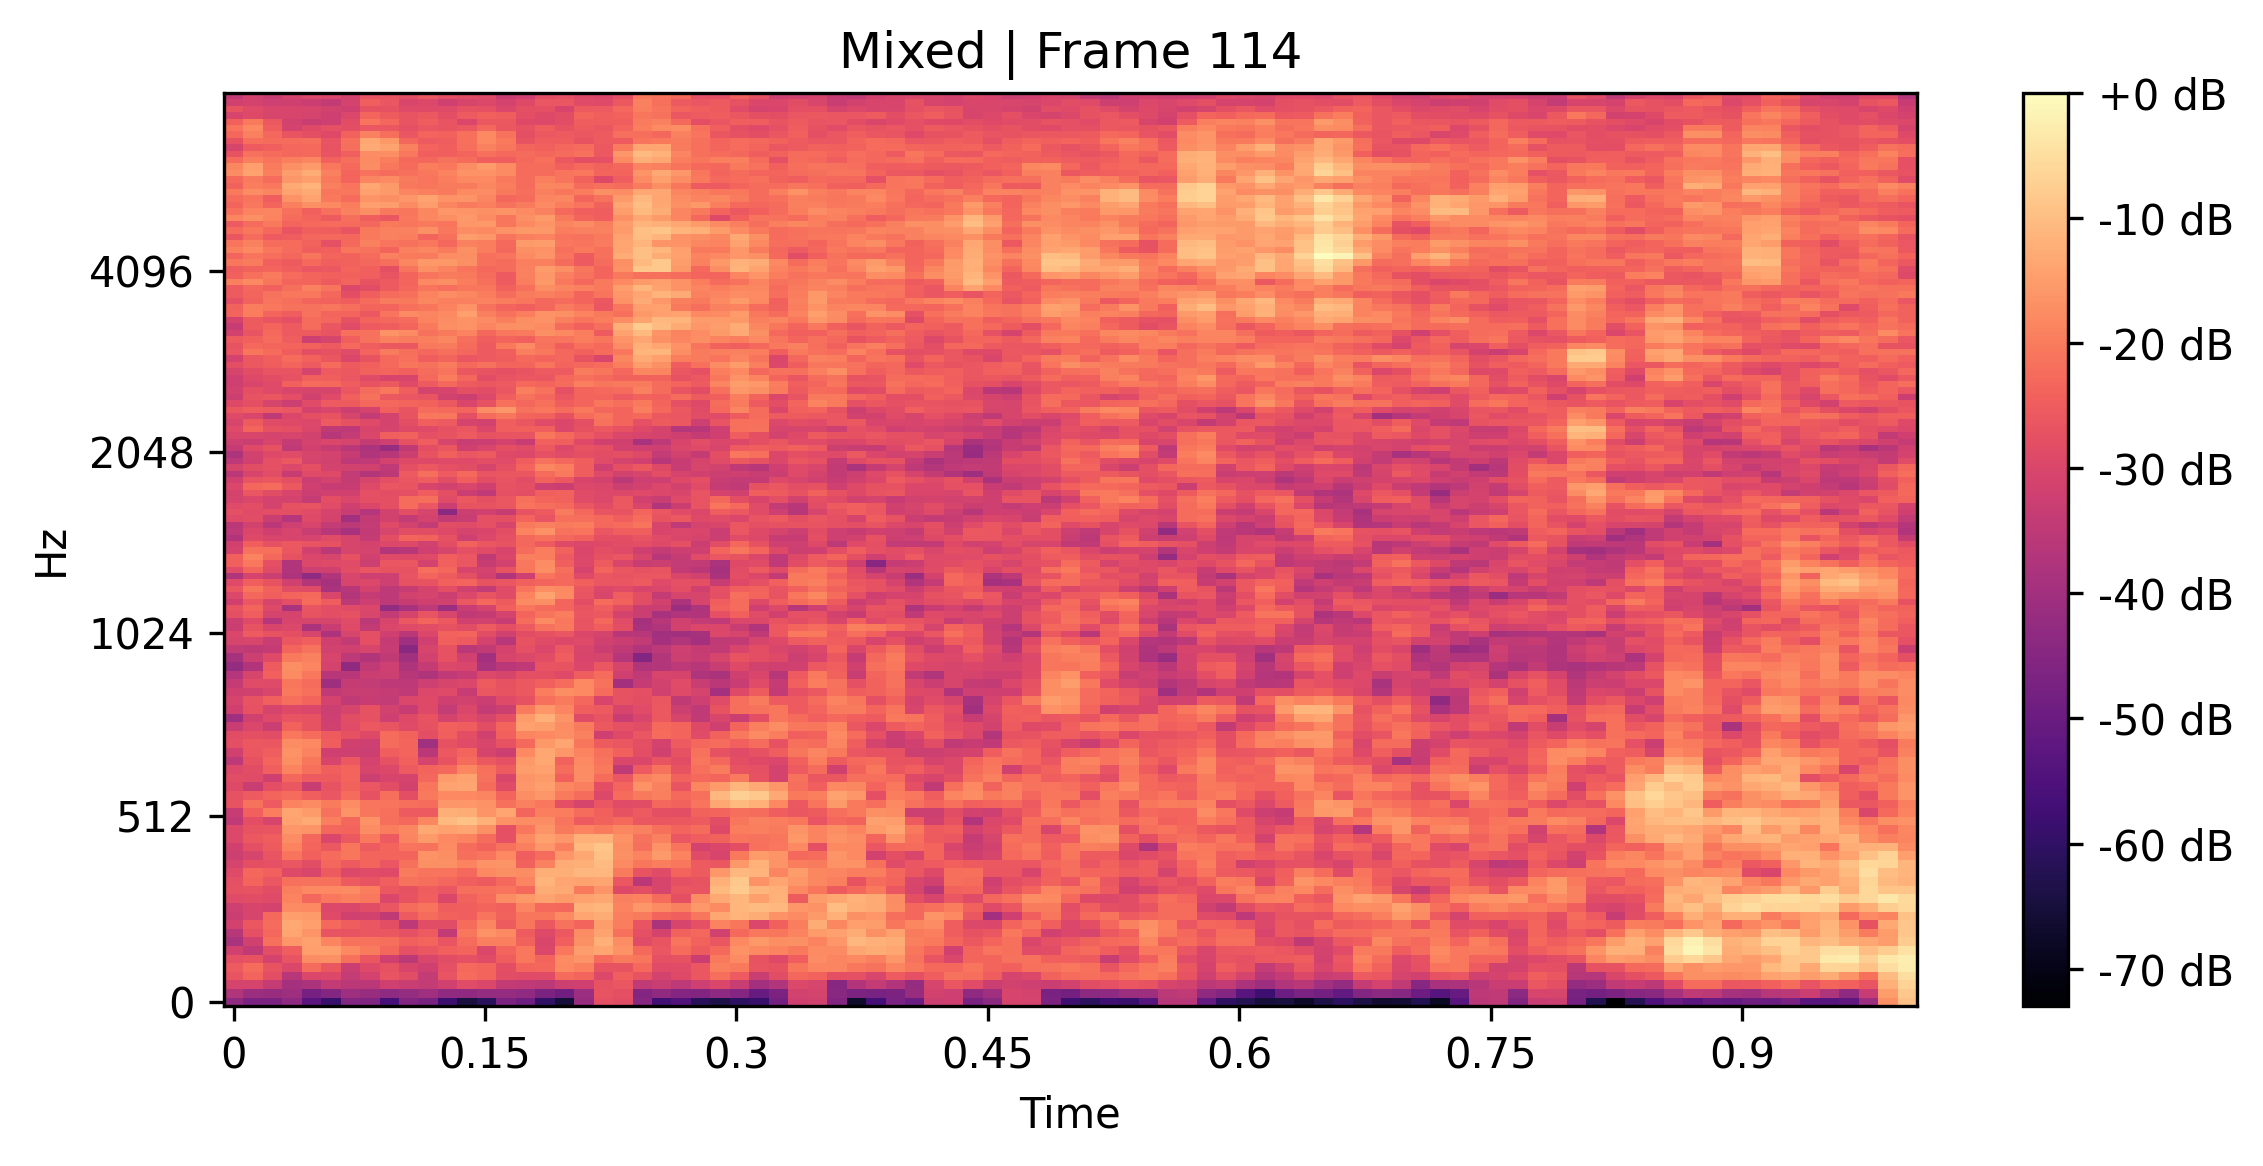 Mixed | Frame 114
+0 dB
-10 dB
-20 dB
-30 dB
-40 dB
-50 dB
-60 dB
-70 dB
4096
2048
1024
512
0
Hz
0 0.15 0.3 0.45 0.6 0.75 0.9
Time